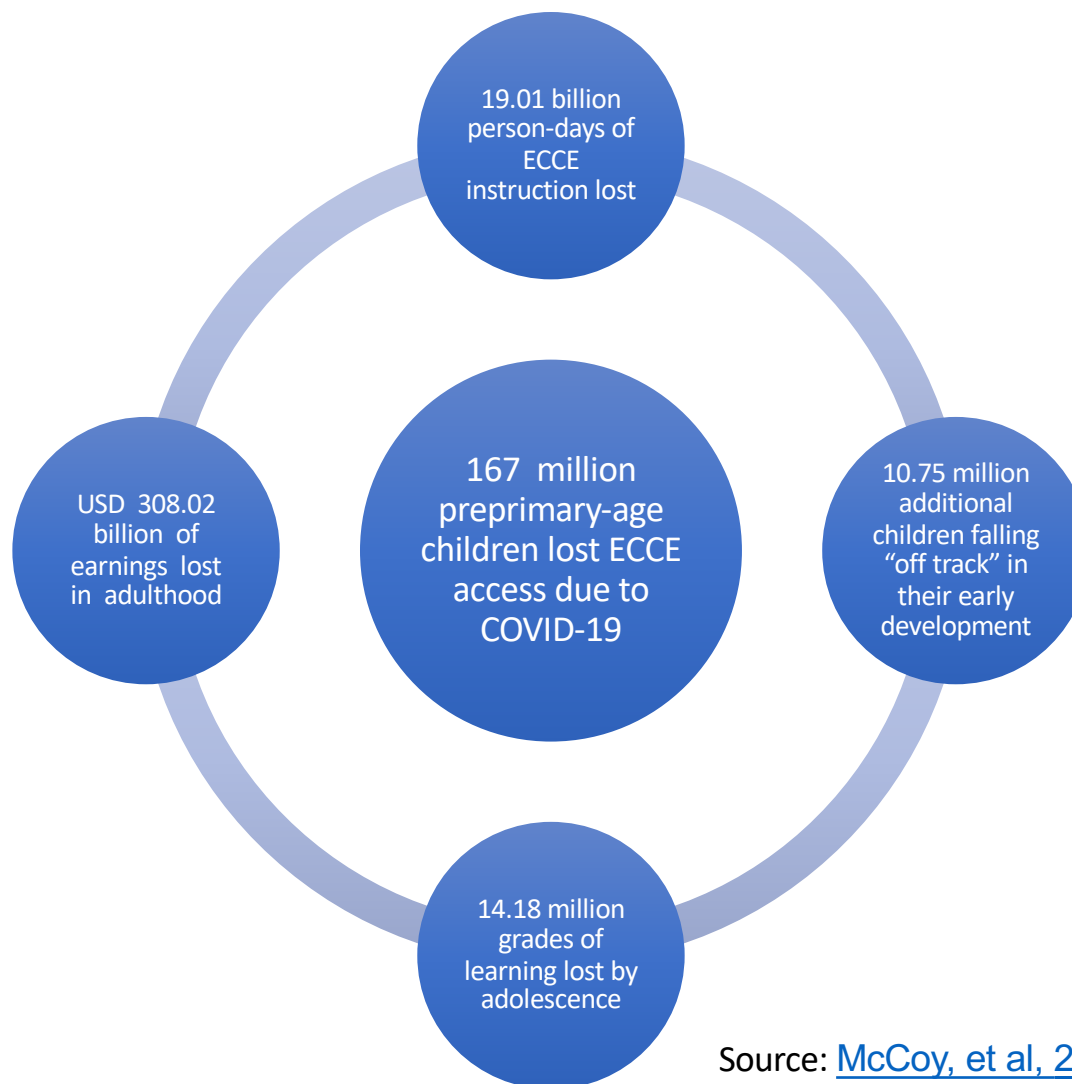 19.01 billion
person-days of
ECCE
instruction lost
167 million
preprimary-age
children lost ECCE
access due to
COVID-19
10.75 million
additional
children falling
“off track” in
their early
development
14.18 million
grades of
learning lost by
adolescence
USD 308.02
billion of
earnings lost
in adulthood
Source: McCoy, et al, 2